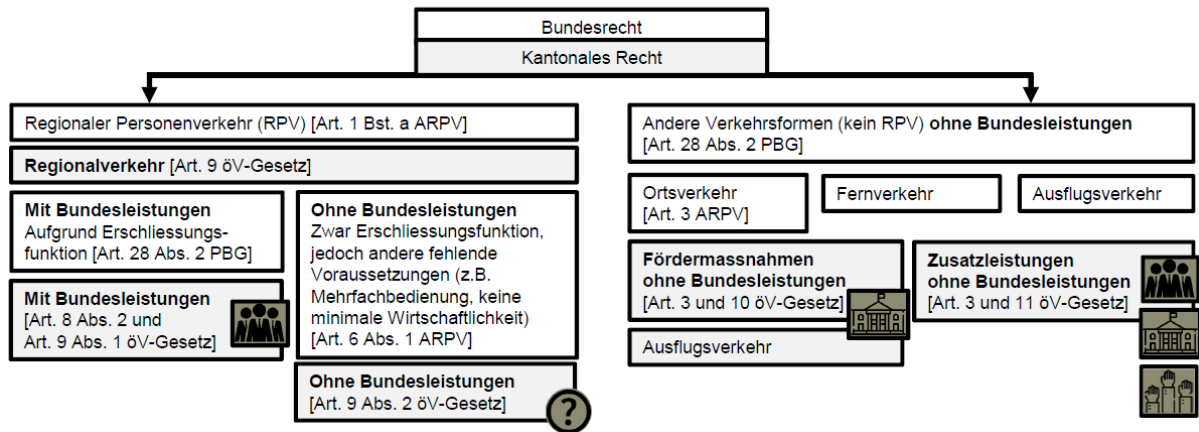 Bundesrecht
Kantonales Recht
Regionaler Personenverkehr (RPV) [Art. 1 Bst. a ARPV]
Regionalverkehr [Art. 9 öV-Gesetz]
Mit Bundesleistungen
Aufgrund Erschliessungs-
funktion [Art. 28 Abs. 2 PBG]
Mit Bundesleistungen
[Art. 8 Abs. 2 und
Art. 9 Abs. 1 öV-Gesetz]
Ohne Bundesleistungen
Zwar Erschliessungsfunktion,
jedoch andere fehlende
Voraussetzungen (z.B.
Mehrfachbedienung, keine
minimale Wirtschaftlichkeit)
[Art. 6 Abs. 1 ARPV]
Ohne Bundesleistungen
[Art. 9 Abs. 2 öV-Gesetz]
?
Andere Verkehrsformen (kein RPV) ohne Bundesleistungen
[Art. 28 Abs. 2 PBG]
Ortsverkehr
[Art. 3 ARPV]
Fernverkehr
Ausflugsverkehr
Fördermassnahmen
ohne Bundesleistungen
[Art. 3 und 10 öV-Gesetz]
Ausflugsverkehr
Zusatzleistungen
ohne Bundesleistungen
[Art. 3 und 11 öV-Gesetz]